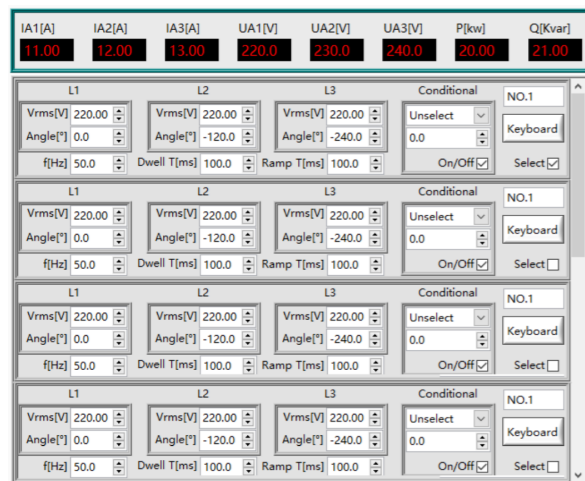 IA1[A] IA2[A] IA3[A] UA1[V] UA2[V] UA3[V] P[kw] Q[Kvar]
11.00 12.00 13.00 220.0 230.0 240.0 20.00 21.00
L1 L2 L3 Conditional NO.1
Vrms[V] 220.00 Vrms[V] 220.00 Vrms[V] 220.00 Unselect
Angle[°] 0.0 Angle[°] -120.0 Angle[°] -240.0 0.0 Keyboard
f[Hz] 50.0 Dwell T[ms] 100.0 Ramp T[ms] 100.0 On/Off Select
L1 L2 L3 Conditional NO.1
Vrms[V] 220.00 Vrms[V] 220.00 Vrms[V] 220.00 Unselect
Angle[°] 0.0 Angle[°] -120.0 Angle[°] -240.0 0.0 Keyboard
f[Hz] 50.0 Dwell T[ms] 100.0 Ramp T[ms] 100.0 On/Off Select
L1 L2 L3 Conditional NO.1
Vrms[V] 220.00 Vrms[V] 220.00 Vrms[V] 220.00 Unselect
Angle[°] 0.0 Angle[°] -120.0 Angle[°] -240.0 0.0 Keyboard
f[Hz] 50.0 Dwell T[ms] 100.0 Ramp T[ms] 100.0 On/Off Select
L1 L2 L3 Conditional NO.1
Vrms[V] 220.00 Vrms[V] 220.00 Vrms[V] 220.00 Unselect
Angle[°] 0.0 Angle[°] -120.0 Angle[°] -240.0 0.0 Keyboard
f[Hz] 50.0 Dwell T[ms] 100.0 Ramp T[ms] 100.0 On/Off Select